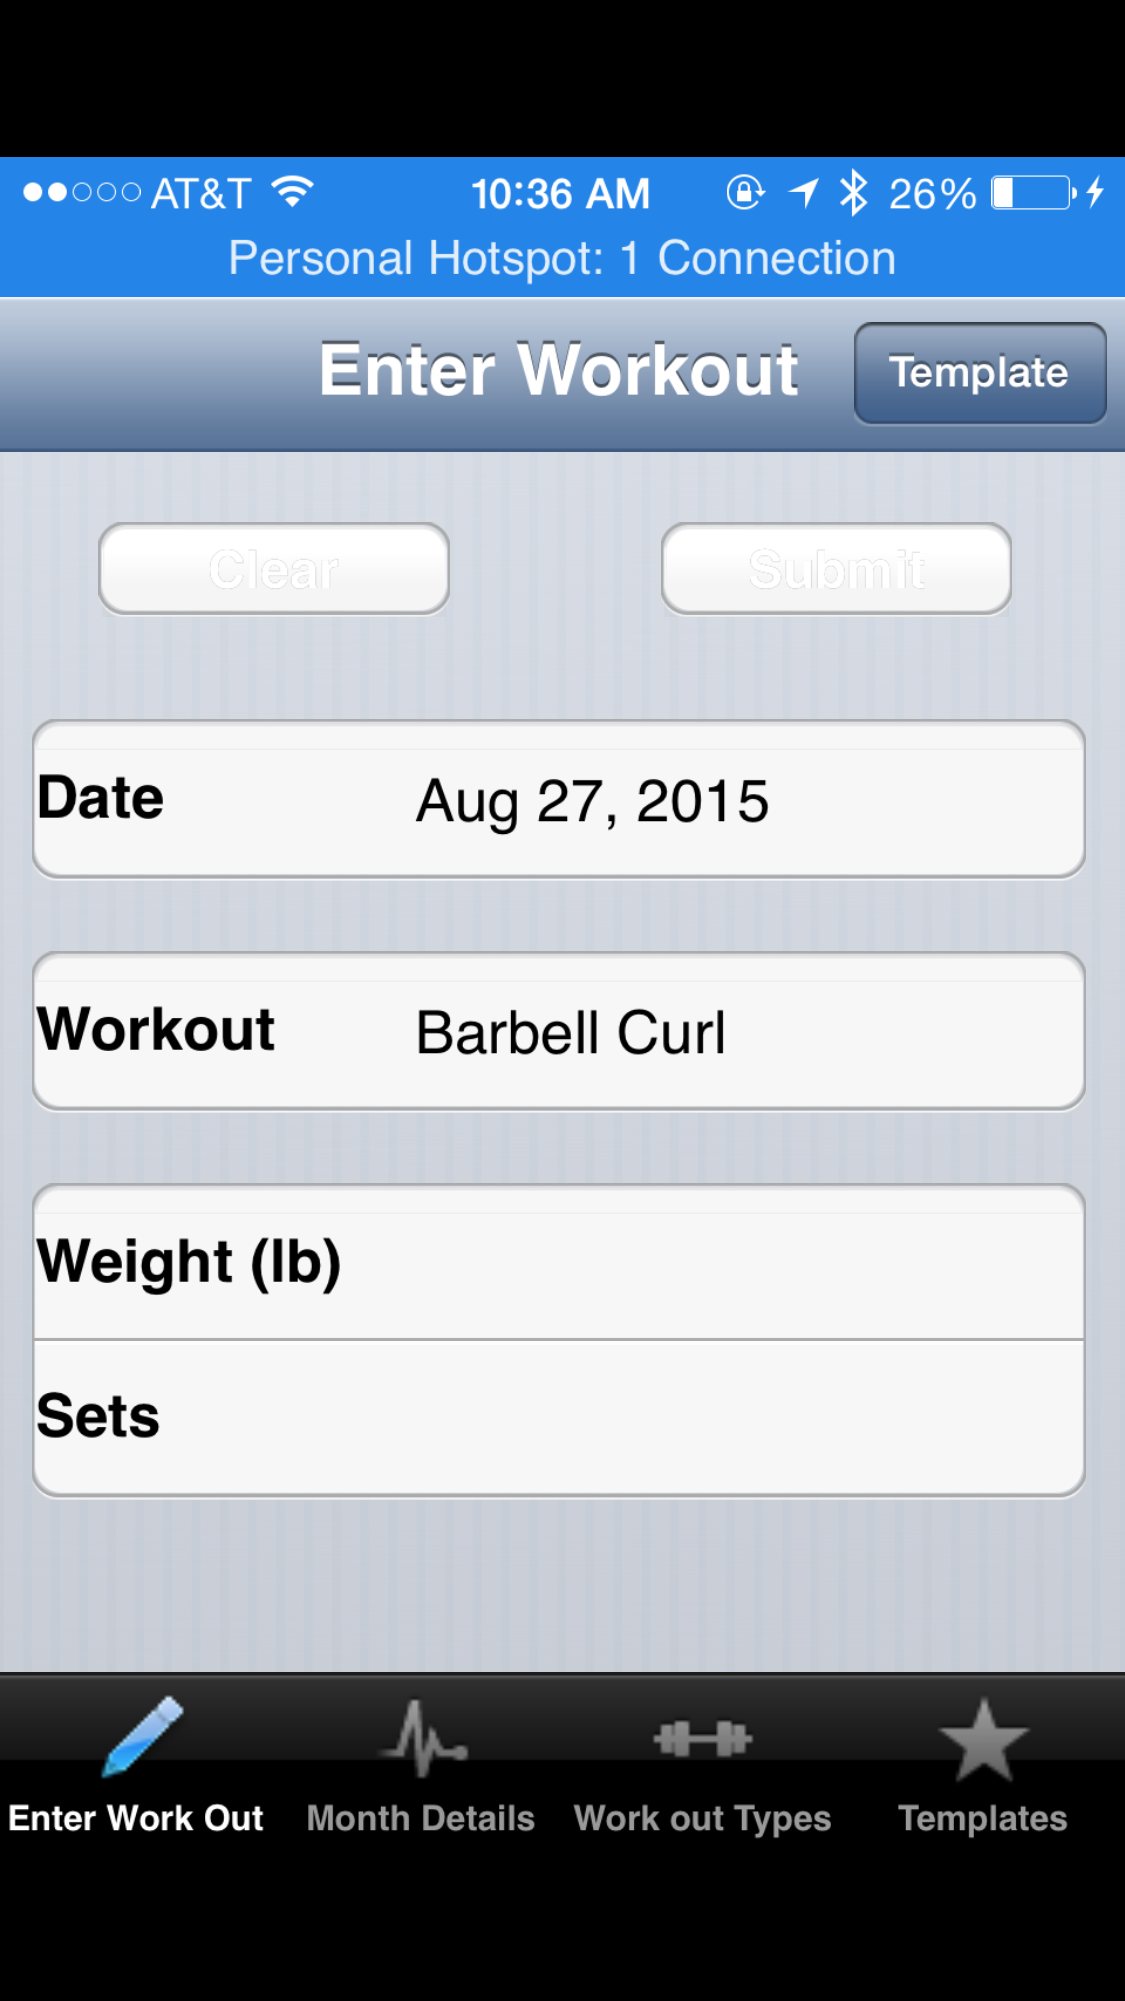 AT&T 10:36 AM 26%
Personal Hotspot: 1 Connection
Enter Workout Template
Clear Submit
Date Aug 27, 2015
Workout Barbell Curl
Weight (lb)
Sets
Enter Work Out Month Details Work out Types Templates